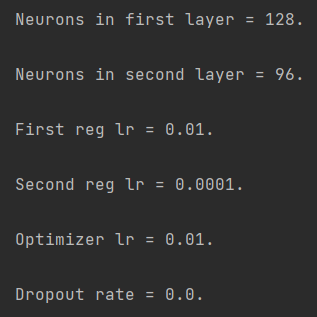 Neurons in first layer = 128.
Neurons in second layer = 96.
First reg lr = 0.01.
Second reg lr = 0.0001.
Optimizer lr = 0.01.
Dropout rate = 0.0.